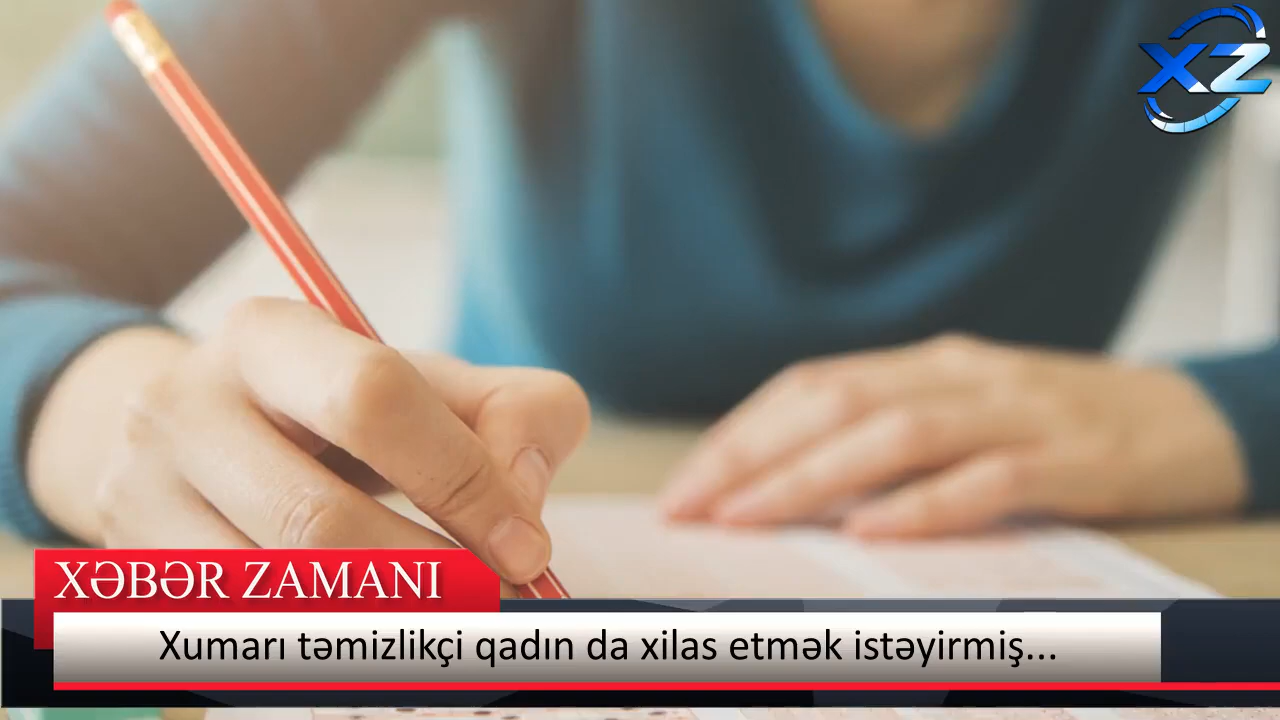 XZ
XƏBƏR ZAMANI
Xumarı təmizlikçi qadın da xilas etmək istəyirmiş...